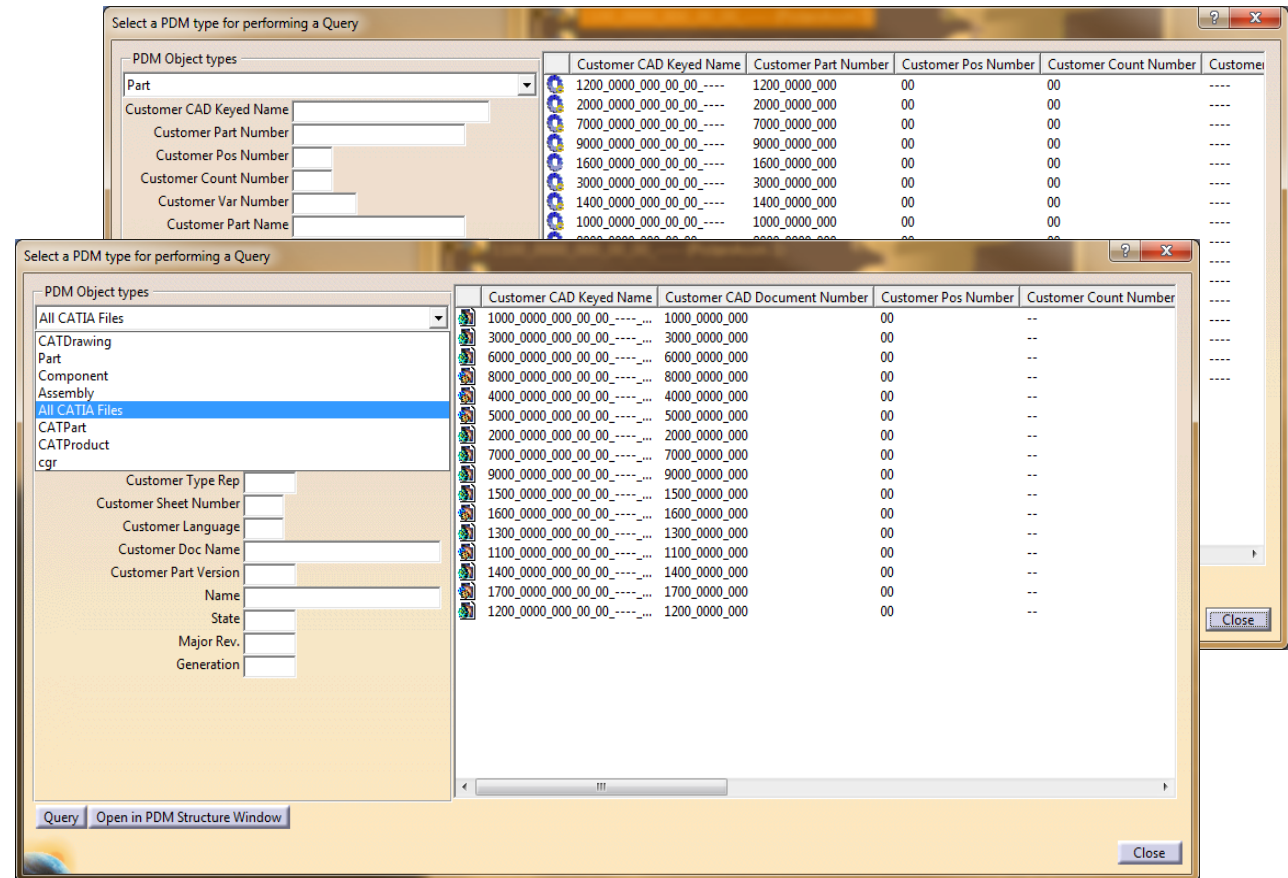 Select a PDM type for performing a Query
PDM Object types
Part
Customer CAD Keyed Name
Customer Part Number
Customer Pos Number
Customer Count Number
Customer Var Number
Customer Part Name
Customer CAD Keyed Name Customer Part Number Customer Pos Number Customer Count Number Customer
1200_0000_000_00_00_---- 1200_0000_000 00 00 ----
2000_0000_000_00_00_---- 2000_0000_000 00 00 ----
7000_0000_000_00_00_---- 7000_0000_000 00 00 ----
9000_0000_000_00_00_---- 9000_0000_000 00 00 ----
1600_0000_000_00_00_---- 1600_0000_000 00 00 ----
3000_0000_000_00_00_---- 3000_0000_000 00 00 ----
1400_0000_000_00_00_---- 1400_0000_000 00 00 ----
1000_0000_000_00_00_---- 1000_0000_000 00 00 ----
----
----
----
----
----
----
----
----
Close
Select a PDM type for performing a Query
PDM Object types
All CATIA Files
CATDrawing
Part
Component
Assembly
All CATIA Files
CATPart
CATProduct
cgr
Customer Type Rep
Customer Sheet Number
Customer Language
Customer Doc Name
Customer Part Version
Name
State
Major Rev.
Generation
Customer CAD Keyed Name Customer CAD Document Number Customer Pos Number Customer Count Number
1000_0000_000_00_00_----_... 1000_0000_000 00 --
3000_0000_000_00_00_----_... 3000_0000_000 00 --
6000_0000_000_00_00_----_... 6000_0000_000 00 --
8000_0000_000_00_00_----_... 8000_0000_000 00 --
4000_0000_000_00_00_----_... 4000_0000_000 00 --
5000_0000_000_00_00_----_... 5000_0000_000 00 --
2000_0000_000_00_00_----_... 2000_0000_000 00 --
7000_0000_000_00_00_----_... 7000_0000_000 00 --
9000_0000_000_00_00_----_... 9000_0000_000 00 --
1500_0000_000_00_00_----_... 1500_0000_000 00 --
1600_0000_000_00_00_----_... 1600_0000_000 00 --
1300_0000_000_00_00_----_... 1300_0000_000 00 --
1100_0000_000_00_00_----_... 1100_0000_000 00 --
1400_0000_000_00_00_----_... 1400_0000_000 00 --
1700_0000_000_00_00_----_... 1700_0000_000 00 --
1200_0000_000_00_00_----_... 1200_0000_000 00 --
Query Open in PDM Structure Window
Close